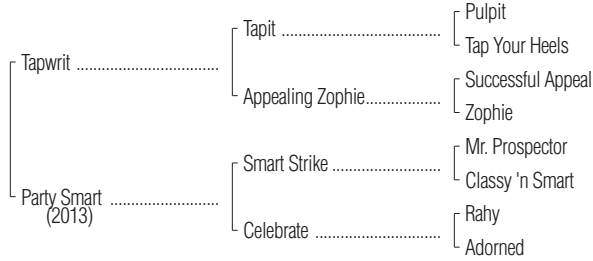 Pulpit
Tapit ........................................
Tap Your Heels
Tapwrit ....................................
Successful Appeal
Appealing Zophie...................
Zophie
Mr. Prospector
Smart Strike ...........................
Classy 'n Smart
Party Smart ...........................
(2013)
Rahy
Celebrate ...............................
Adorned